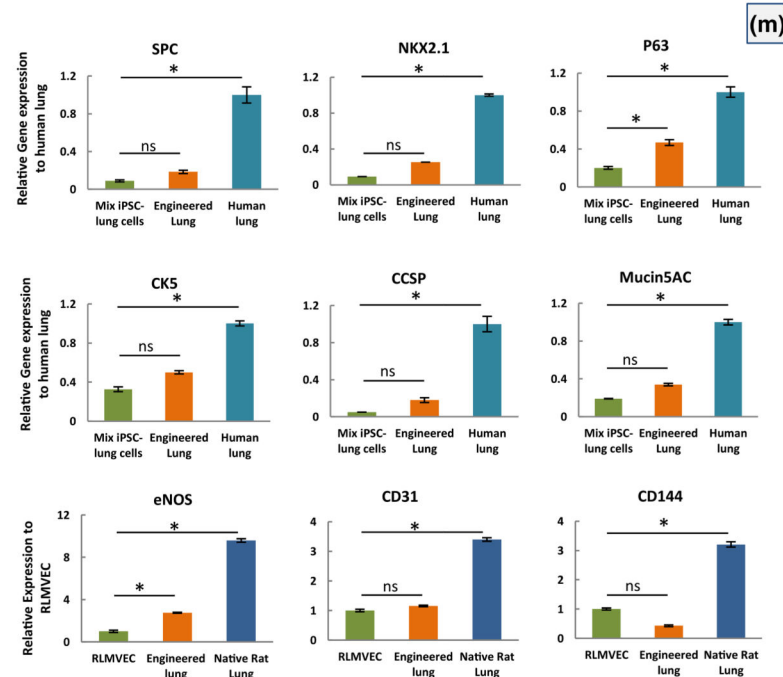 (m)
SPC
Relative Gene expression
to human lung
1.2
0.8
0.4
0
*
ns
Mix iPSC-
lung cells
Engineered
Lung
Human
lung
NKX2.1
1.2
0.8
0.4
0
*
ns
Mix iPSC-
lung cells
Engineered
Lung
Human
lung
P63
1.2
0.8
0.4
0
*
*
Mix iPSC-
lung cells
Engineered
Lung
Human
lung
CK5
Relative Gene expression
to human lung
1.2
0.8
0.4
0
*
ns
Mix iPSC-
lung cells
Engineered
Lung
Human
lung
CCSP
1.2
0.8
0.4
0
*
ns
Mix iPSC-
lung cells
Engineered
Lung
Human
lung
Mucin5AC
1.2
0.8
0.4
0
*
ns
Mix iPSC-
lung cells
Engineered
Lung
Human
lung
eNOS
Relative Expression to
RLMVEC
12
8
4
0
*
*
RLMVEC
Engineered
lung
Native Rat
Lung
CD31
4
3
2
1
0
*
ns
RLMVEC
Engineered
lung
Native Rat
Lung
CD144
4
3
2
1
0
*
ns
RLMVEC
Engineered
lung
Native Rat
Lung